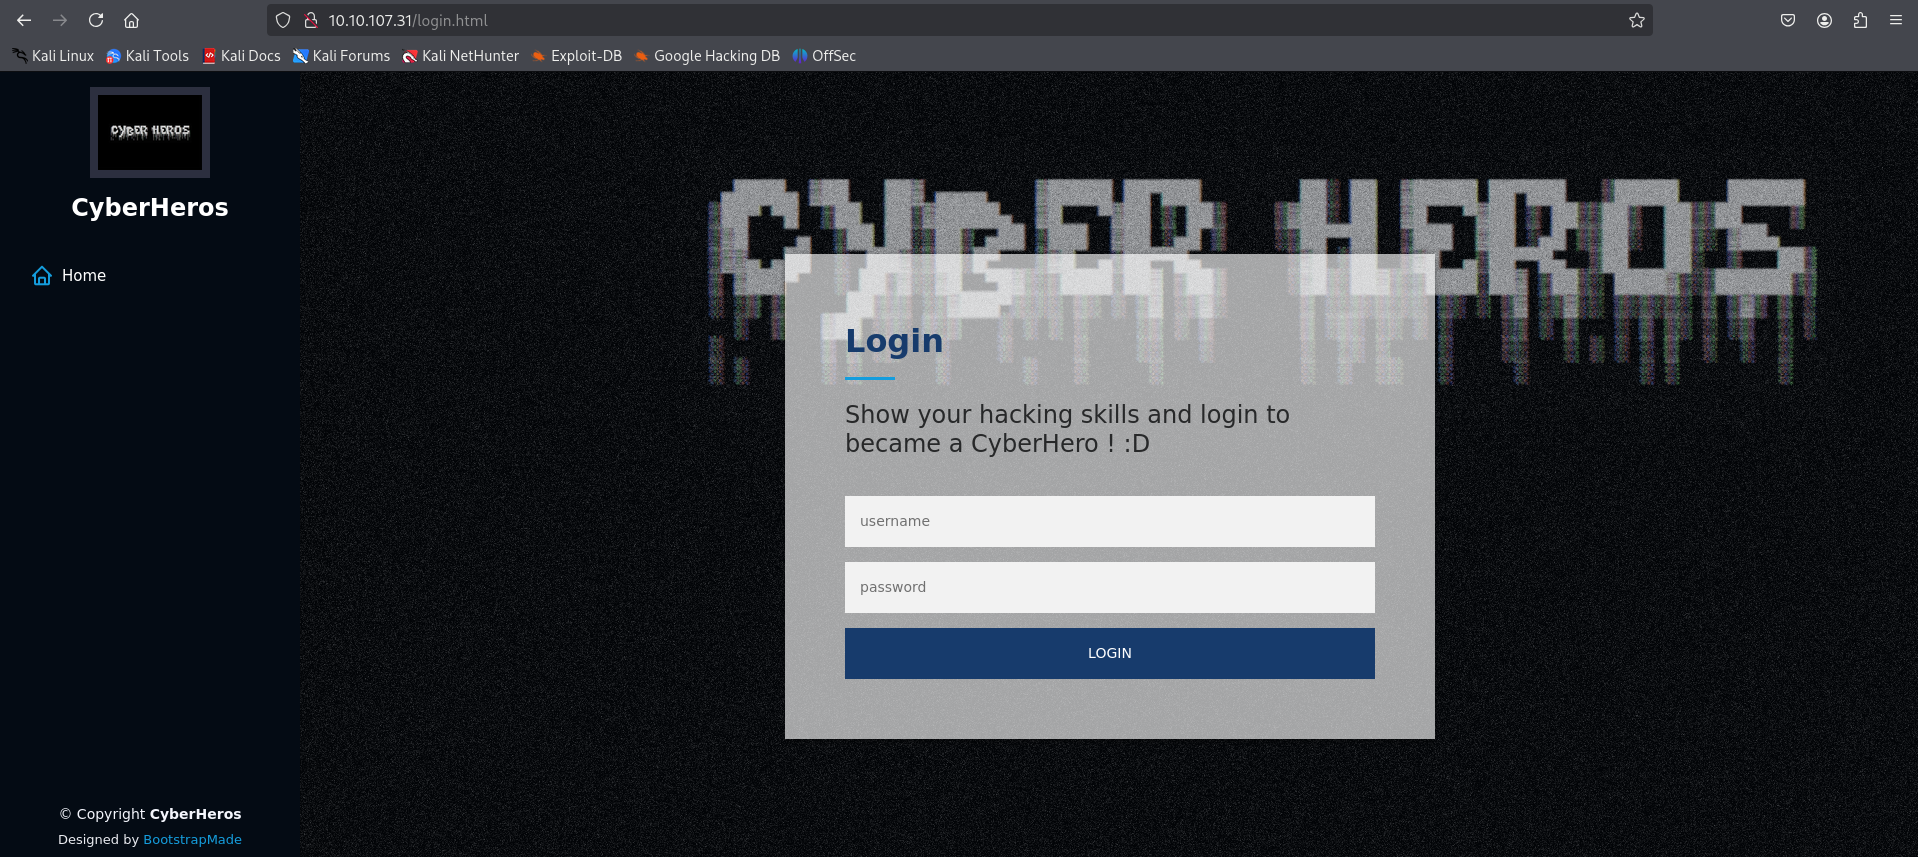 10.10.107.31/login.html
Kali Linux Kali Tools Kali Docs Kali Forums Kali NetHunter Exploit-DB Google Hacking DB OffSec
CYBER HEROS
CyberHeros
Home
CYBER HEROS
Login
Show your hacking skills and login to
became a CyberHero ! :D
username
password
LOGIN
© Copyright CyberHeros
Designed by BootstrapMade